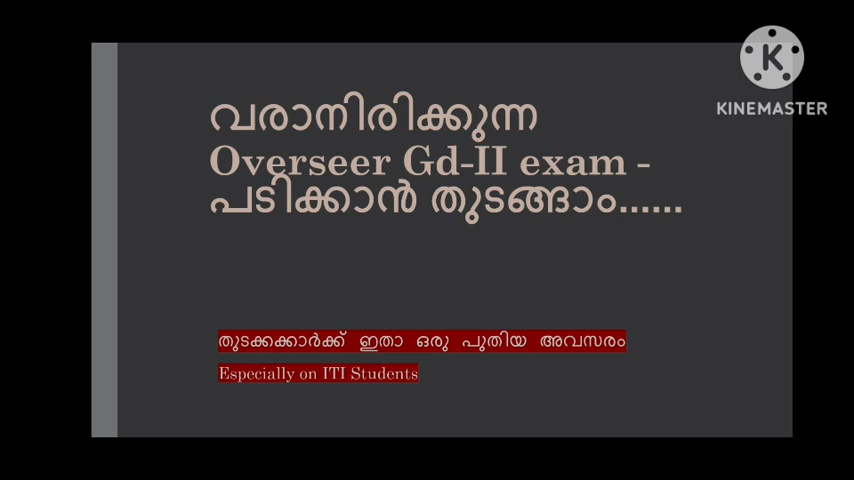 K
KINEMASTER
വരാനിരിക്കുന്ന
Overseer Gd-II exam -
പടിക്കാൻ തുടങ്ങാം......
തുടക്കക്കാർക്ക് ഇതാ ഒരു പുതിയ അവസരം
Especially on ITI Students